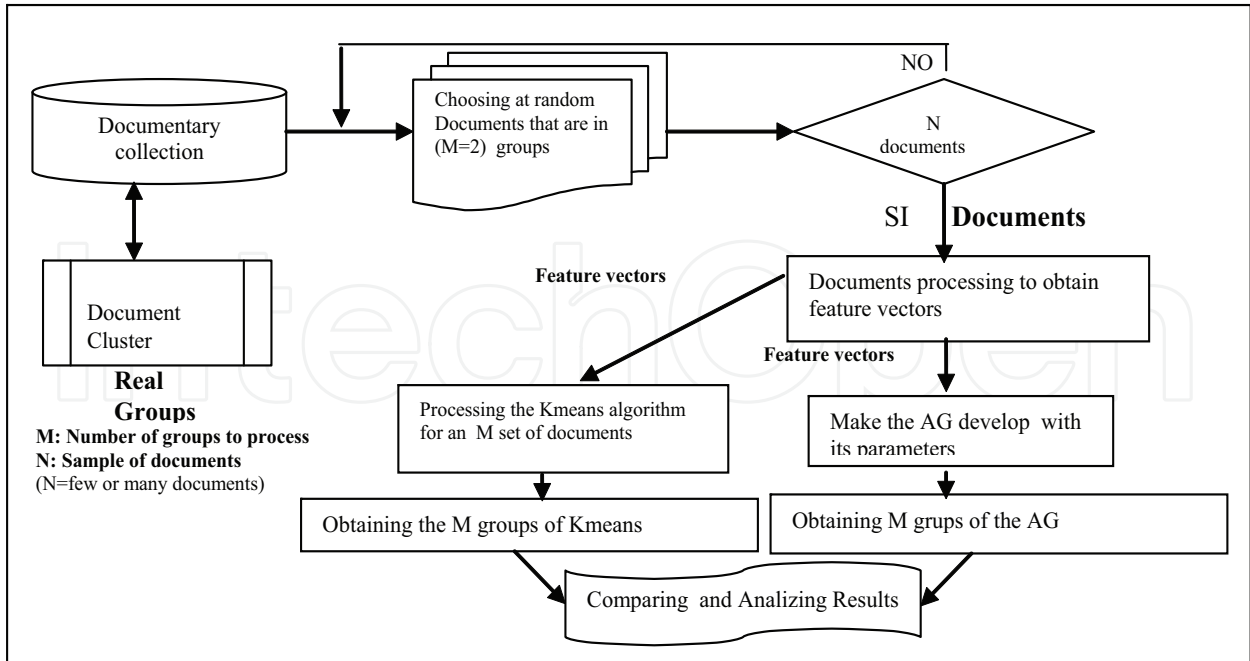 NO
Documentary
collection
Choosing at random
Documents that are in
(M=2) groups
N
documents
SI Documents
Document
Cluster
Real
Groups
M: Number of groups to process
N: Sample of documents
(N=few or many documents)
Feature vectors
Documents processing to obtain
feature vectors
Feature vectors
Processing the Kmeans algorithm
for an M set of documents
Make the AG develop with
its parameters
Obtaining the M groups of Kmeans
Obtaining M grups of the AG
Comparing and Analizing Results
IntechOpen